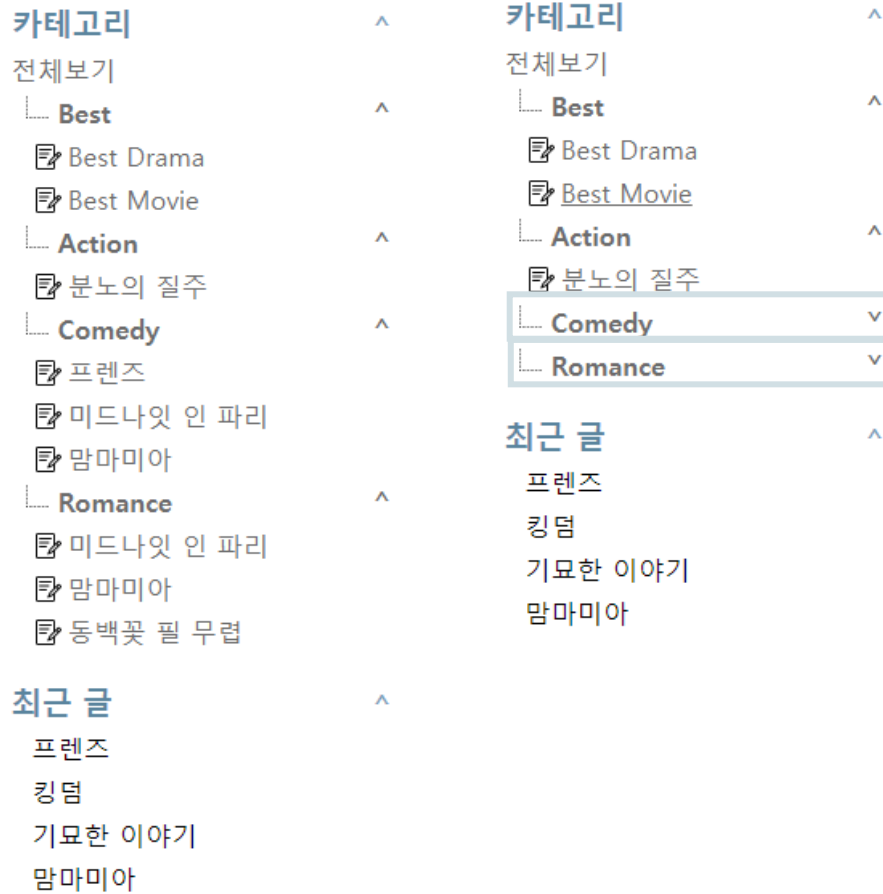 카테고리
전체보기
Best
Best Drama
Best Movie
Action
분노의 질주
Comedy
프렌즈
미드나잇 인 파리
맘마미아
Romance
미드나잇 인 파리
맘마미아
동백꽃 필 무렵
최근 글
프렌즈
킹덤
기묘한 이야기
맘마미아
카테고리
전체보기
Best
Best Drama
Best Movie
Action
분노의 질주
Comedy
Romance
최근 글
프렌즈
킹덤
기묘한 이야기
맘마미아